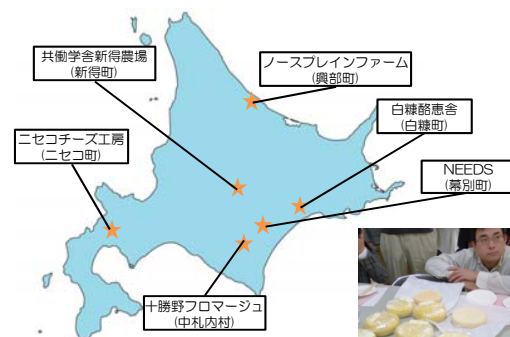 共働学舎新得農場
(新得町)
ノースプレインファーム
(興部町)
白糠酪恵舎
(白糠町)
ニセコチーズ工房
(ニセコ町)
NEEDS
(幕別町)
十勝野フロマージュ
(中札内村)